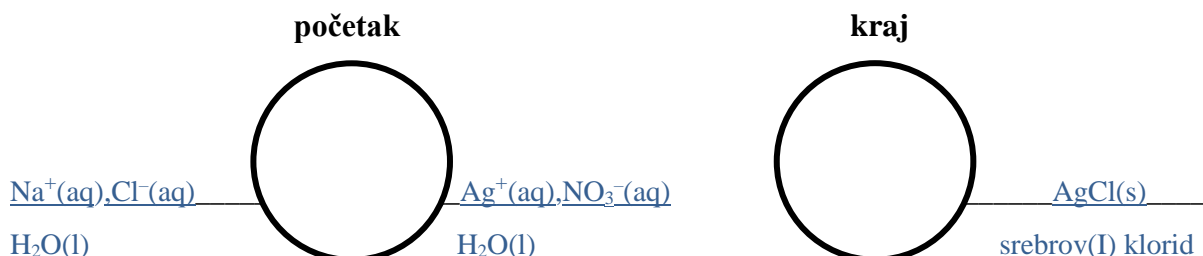 početak kraj
Na⁺(aq),Cl⁻(aq) Ag⁺(aq),NO₃⁻(aq) AgCl(s)
H₂O(l) H₂O(l) srebrov(I) klorid